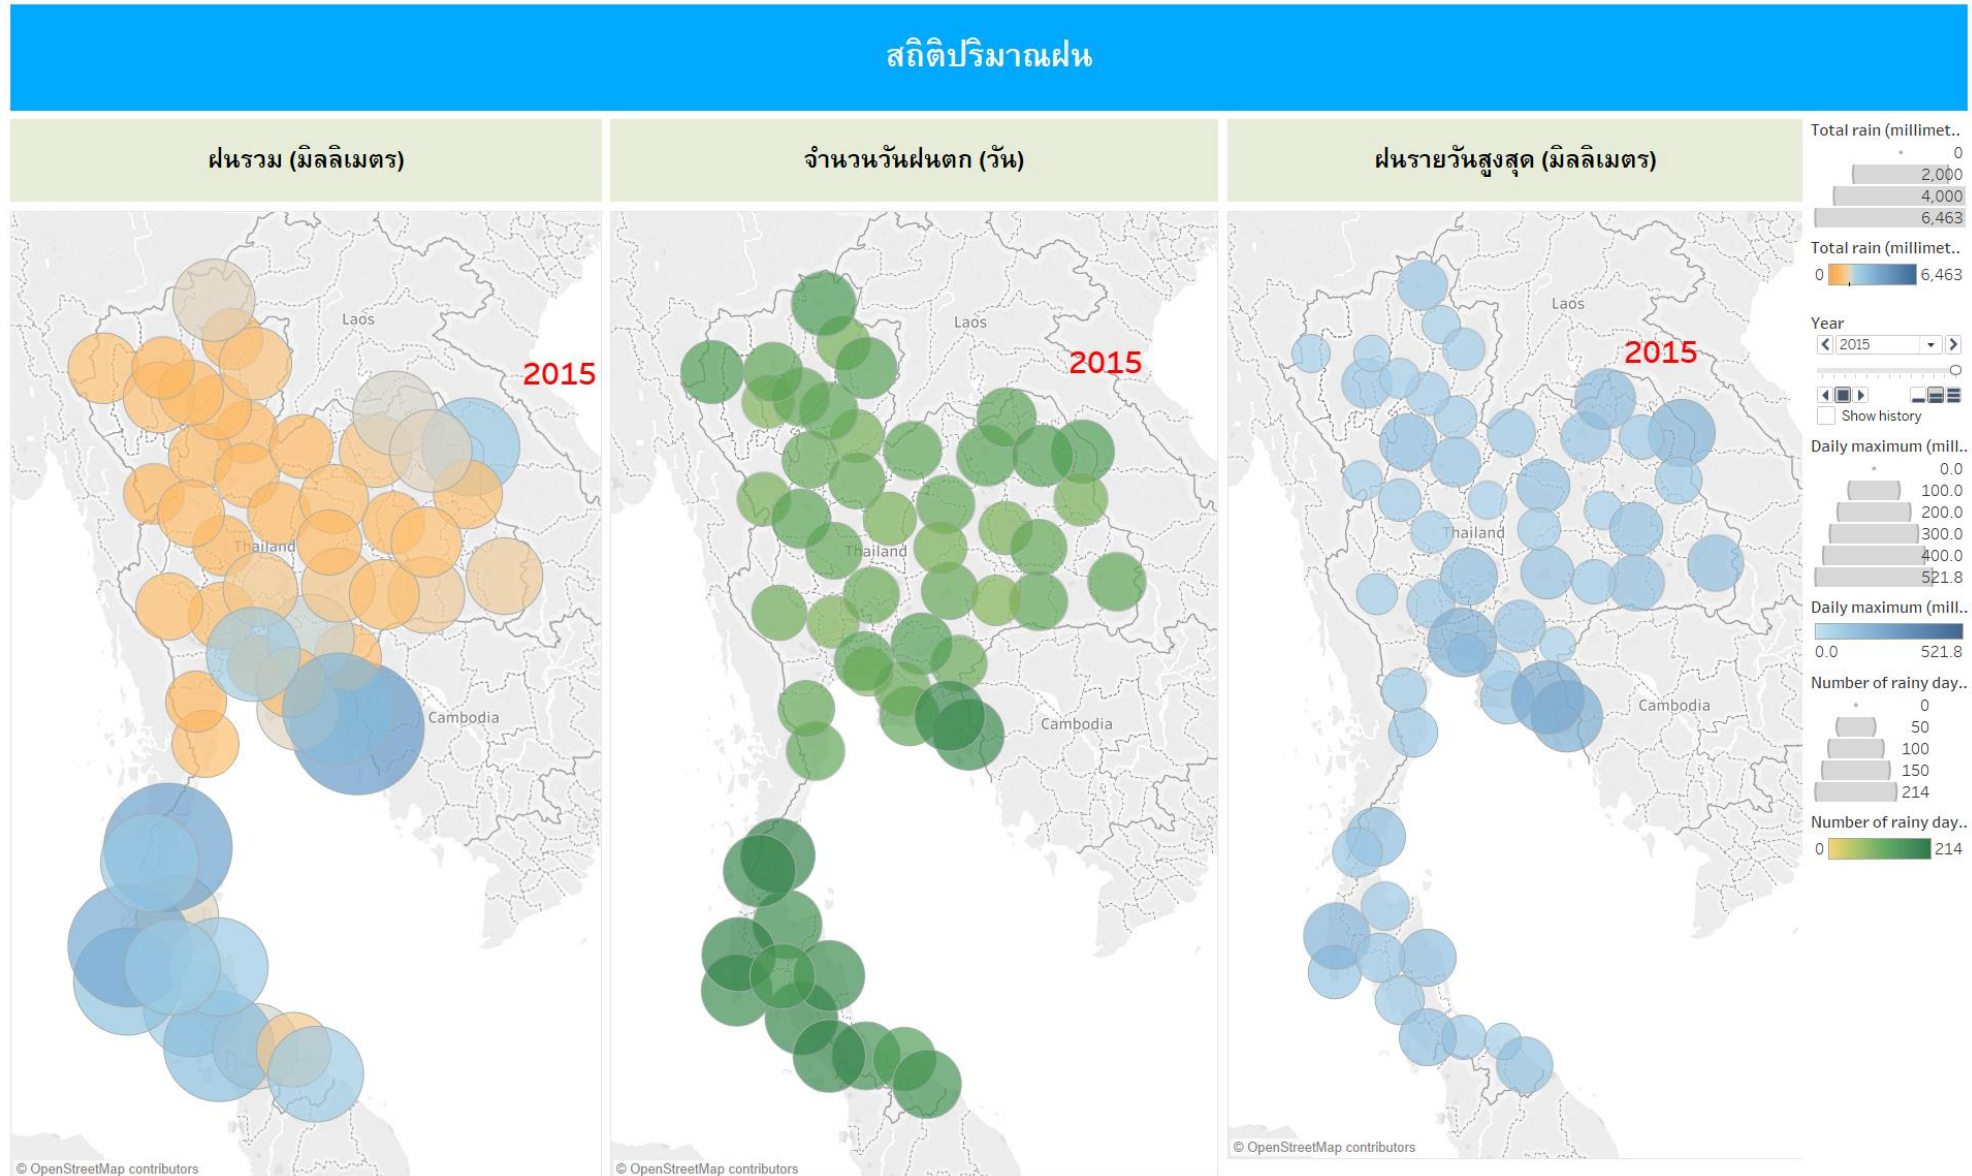 สถิติปริมาณฝน
ฝนรวม (มิลลิเมตร)
จำนวนวันฝนตก (วัน)
ฝนรายวันสูงสุด (มิลลิเมตร)
Laos
2015
Thailand
Cambodia
© OpenStreetMap contributors
Laos
2015
Thailand
Cambodia
© OpenStreetMap contributors
Laos
2015
Thailand
Cambodia
© OpenStreetMap contributors
Total rain (millimet..
0
2,000
4,000
6,463
Total rain (millimet..
0 6,463
Year
2015
Show history
Daily maximum (mill..
0.0
100.0
200.0
300.0
400.0
521.8
Daily maximum (mill..
0.0 521.8
Number of rainy day..
0
50
100
150
214
Number of rainy day..
0 214